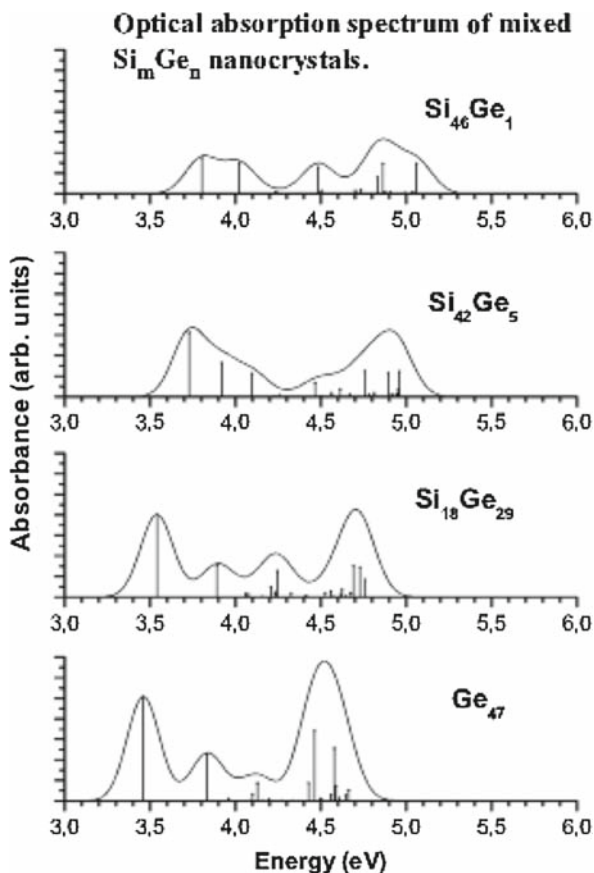 Optical absorption spectrum of mixed
SiₘGeₙ nanocrystals.
Si₄₆Ge₁
3,0 3,5 4,0 4,5 5,0 5,5 6,0
Si₄₂Ge₅
3,0 3,5 4,0 4,5 5,0 5,5 6,0
Absorbance (arb. units)
Si₁₈Ge₂₉
3,0 3,5 4,0 4,5 5,0 5,5 6,0
Ge₄₇
3,0 3,5 4,0 4,5 5,0 5,5 6,0
Energy (eV)